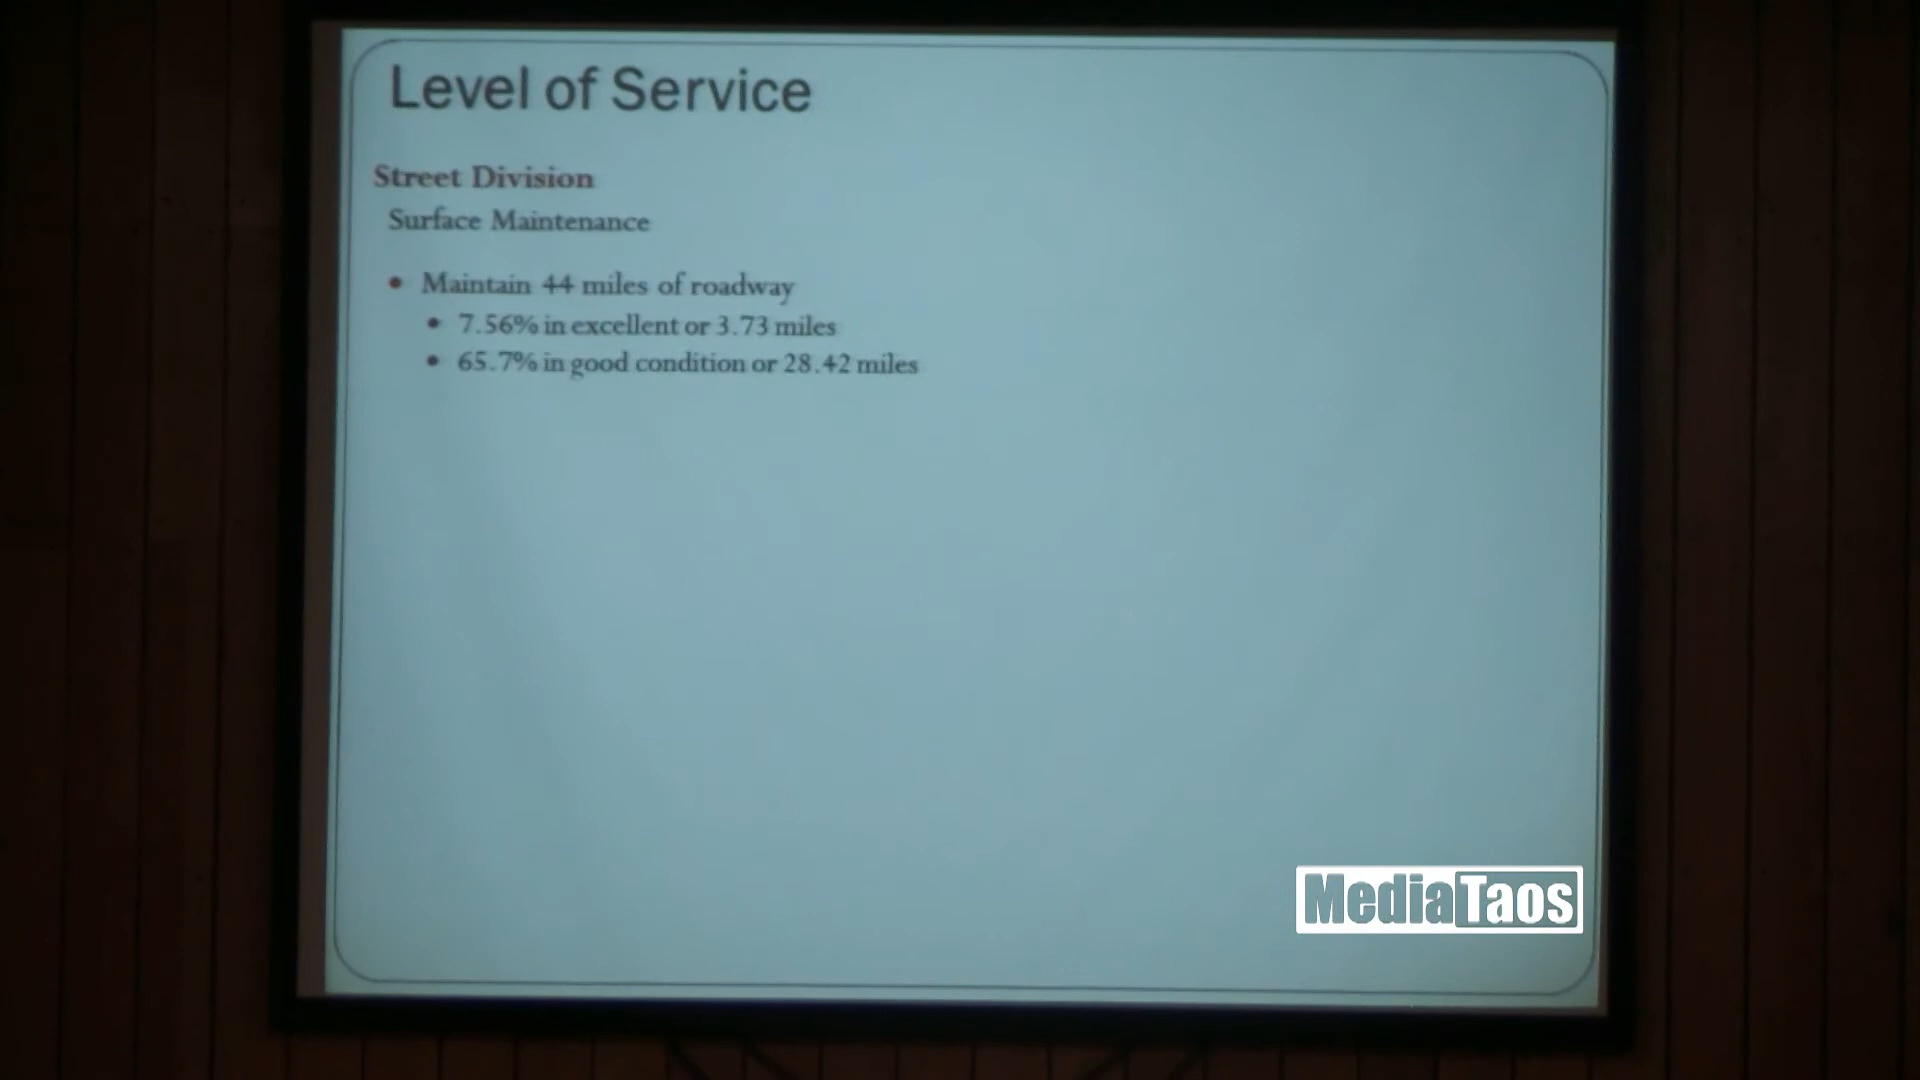 Level of Service
Street Division
Surface Maintenance
• Maintain 44 miles of roadway
• 7.56% in excellent or 3.73 miles
• 65.7% in good condition or 28.42 miles
MediaTaos